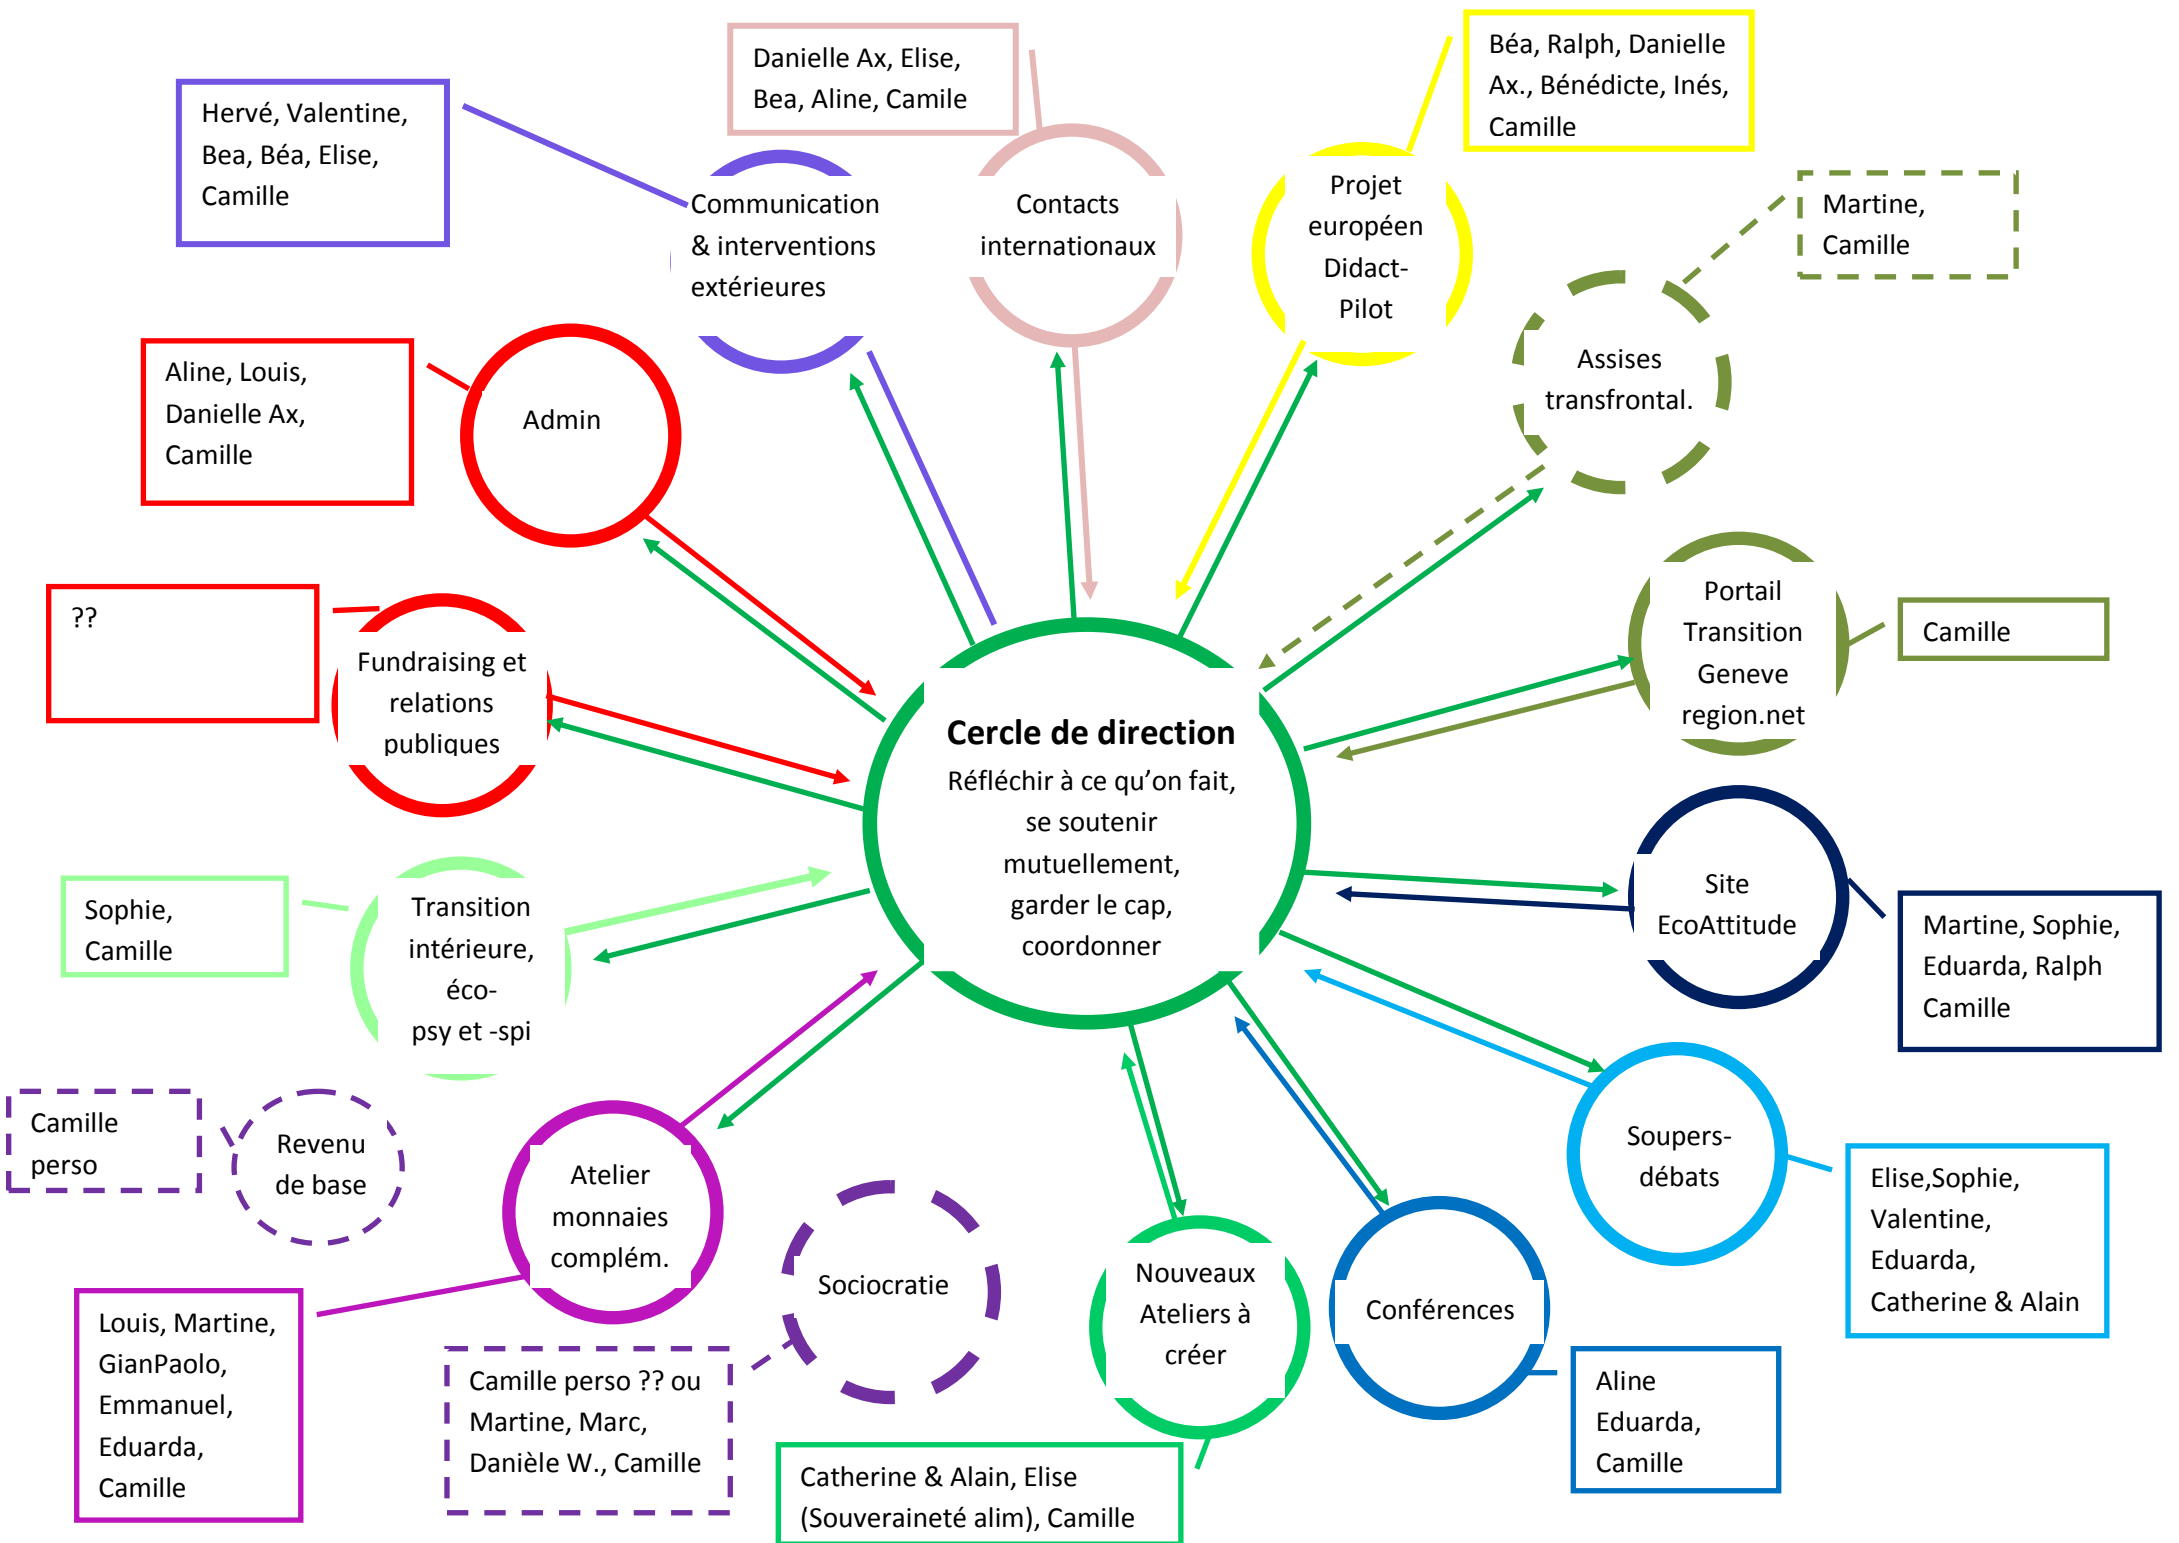 Danielle Ax, Elise,
Bea, Aline, Camile
Béa, Ralph, Danielle
Ax., Bénédicte, Inés,
Camille
Hervé, Valentine,
Bea, Béa, Elise,
Camille
Communication
& interventions
extérieures
Contacts
internationaux
Projet
européen
Didact-
Pilot
Martine,
Camille
Assises
transfrontal.
Aline, Louis,
Danielle Ax,
Camille
Admin
??
Fundraising et
relations
publiques
Portail
Transition
Geneve
region.net
Camille
Cercle de direction
Réfléchir à ce qu’on fait,
se soutenir
mutuellement,
garder le cap,
coordonner
Site
EcoAttitude
Martine, Sophie,
Eduarda, Ralph
Camille
Sophie,
Camille
Transition
intérieure,
éco-
psy et -spi
Camille
perso
Revenu
de base
Atelier
monnaies
complém.
Soupers-
débats
Elise,Sophie,
Valentine,
Eduarda,
Catherine & Alain
Louis, Martine,
GianPaolo,
Emmanuel,
Eduarda,
Camille
Sociocratie
Camille perso ?? ou
Martine, Marc,
Danièle W., Camille
Nouveaux
Ateliers à
créer
Conférences
Aline
Eduarda,
Camille
Catherine & Alain, Elise
(Souveraineté alim), Camille